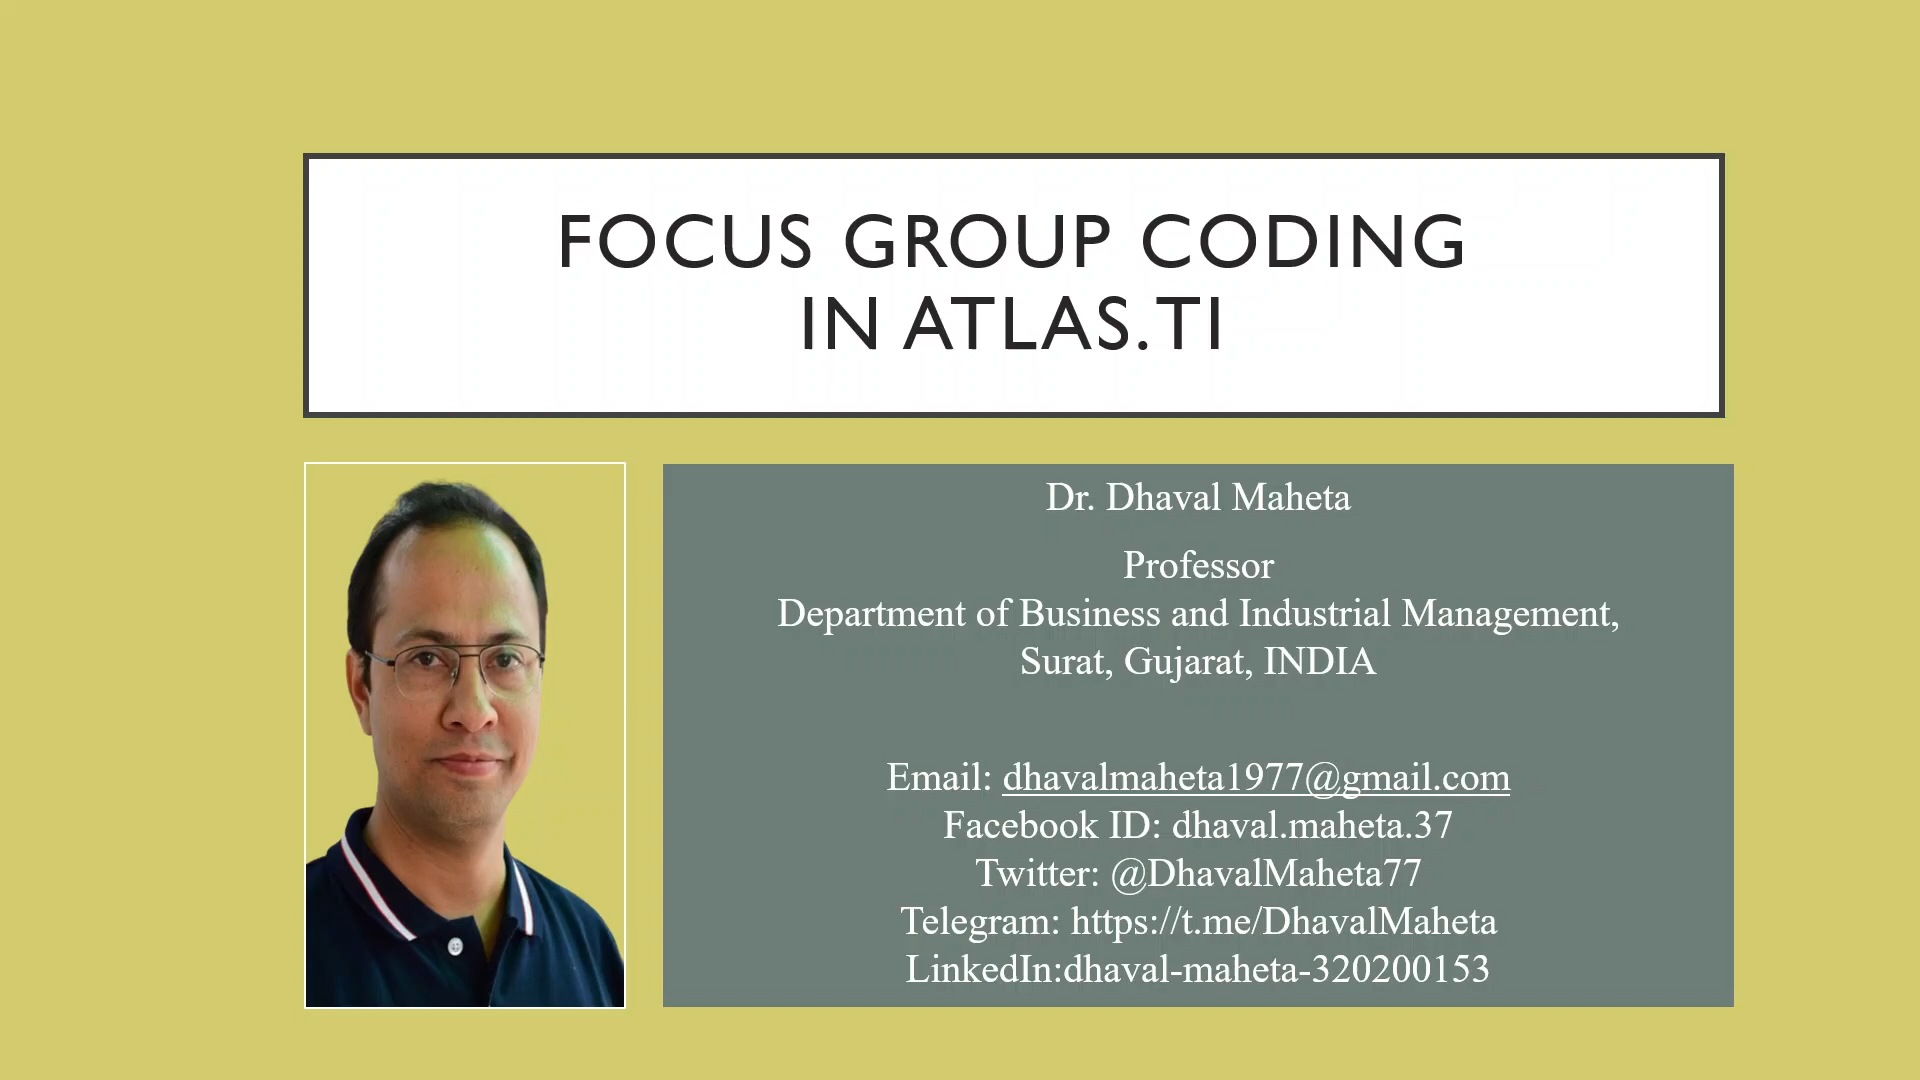 FOCUS GROUP CODING
IN ATLAS.TI
Dr. Dhaval Maheta
Professor
Department of Business and Industrial Management,
Surat, Gujarat, INDIA
Email: dhavalmaheta1977@gmail.com
Facebook ID: dhaval.maheta.37
Twitter: @DhavalMaheta77
Telegram: https://t.me/DhavalMaheta
LinkedIn:dhaval-maheta-320200153